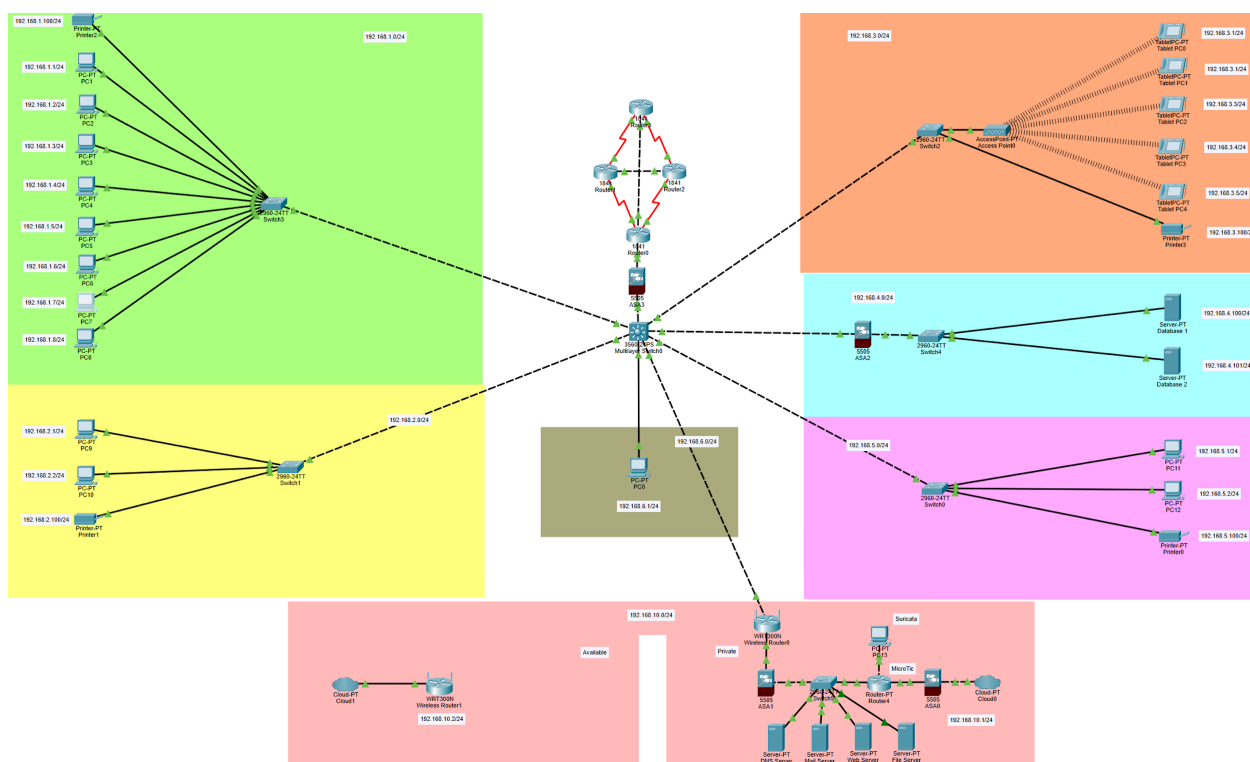 192.168.1.100/24
Printer-PT
Printer2
192.168.1.0/24
192.168.1.1/24
PC-PT
PC1
192.168.1.2/24
PC-PT
PC2
192.168.1.3/24
PC-PT
PC3
192.168.1.4/24
PC-PT
PC4
192.168.1.5/24
PC-PT
PC5
192.168.1.6/24
PC-PT
PC6
192.168.1.7/24
PC-PT
PC7
192.168.1.8/24
PC-PT
PC8
2960-24TT
Switch3
1841
Router3
1841
1841
Router2
1841
Router0
5505
ASA3
3560-24PS
Multilayer Switch0
192.168.3.0/24
TabletPC-PT
Tablet PC0
192.168.3.1/24
TabletPC-PT
Tablet PC1
192.168.3.1/24
TabletPC-PT
Tablet PC2
192.168.3.3/24
TabletPC-PT
Tablet PC3
192.168.3.4/24
TabletPC-PT
Tablet PC4
192.168.3.5/24
2960-24TT
Switch2
AccessPoint-PT
Access Point0
Printer-PT
Printer3
192.168.3.100/2
192.168.4.0/24
5505
ASA2
2960-24TT
Switch4
Server-PT
Database 1
192.168.4.100/24
Server-PT
Database 2
192.168.4.101/24
192.168.2.0/24
192.168.2.1/24
PC-PT
PC9
192.168.2.2/24
PC-PT
PC10
192.168.2.100/24
Printer-PT
Printer1
2960-24TT
Switch1
192.168.6.0/24
PC-PT
PC0
192.168.6.1/24
192.168.5.0/24
2960-24TT
Switch0
PC-PT
PC11
192.168.5.1/24
PC-PT
PC12
192.168.5.2/24
Printer-PT
Printer0
192.168.5.100/24
192.168.10.0/24
Available
Cloud-PT
Cloud1
WRT300N
Wireless Router1
192.168.10.2/24
WRT300N
Wireless Router0
Private
Suricata
PC-PT
PC13
MicroTic
5505
ASA1
2960-24TT
Router-PT
Router4
5505
ASA0
Cloud-PT
Cloud0
192.168.10.1/24
Server-PT
DNS Server
Server-PT
Mail Server
Server-PT
Web Server
Server-PT
File Server